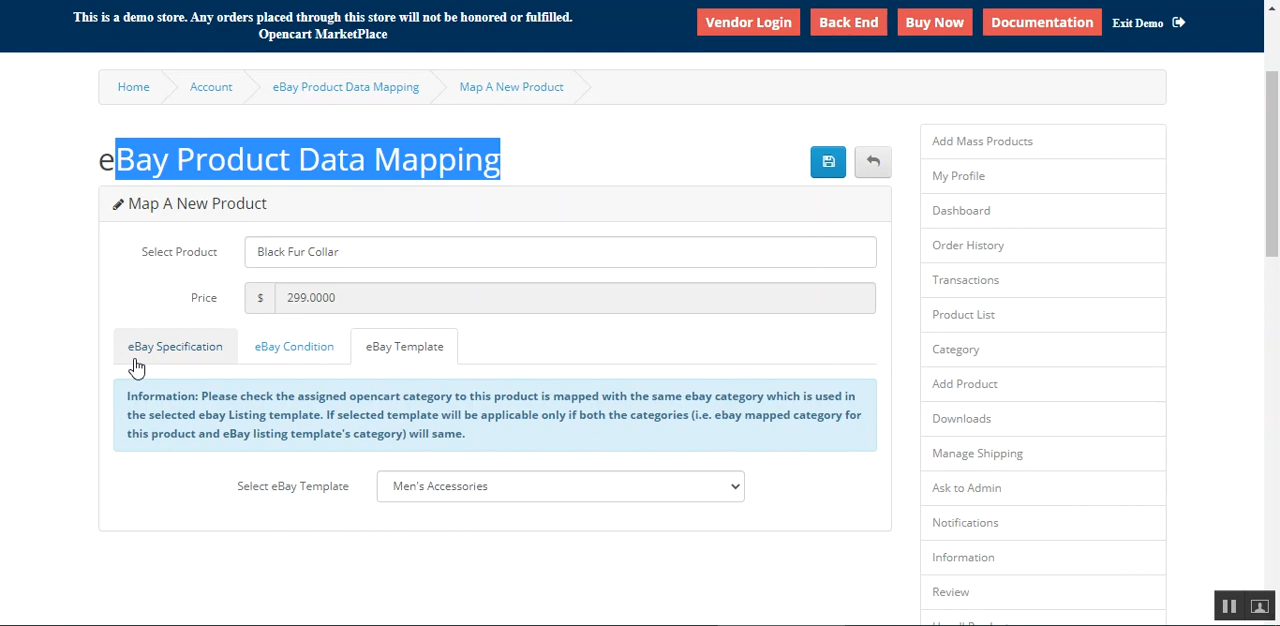 This is a demo store. Any orders placed through this store will not be honored or fulfilled.
Opencart MarketPlace
Vendor Login
Back End
Buy Now
Documentation
Exit Demo
Home
Account
eBay Product Data Mapping
Map A New Product
eBay Product Data Mapping
Map A New Product
Select Product
Black Fur Collar
Price
$
299.0000
eBay Specification
eBay Condition
eBay Template
Information: Please check the assigned opencart category to this product is mapped with the same ebay category which is used in
the selected ebay Listing template. If selected template will be applicable only if both the categories (i.e. ebay mapped category for
this product and eBay listing template's category) will same.
Select eBay Template
Men's Accessories
Add Mass Products
My Profile
Dashboard
Order History
Transactions
Product List
Category
Add Product
Downloads
Manage Shipping
Ask to Admin
Notifications
Information
Review